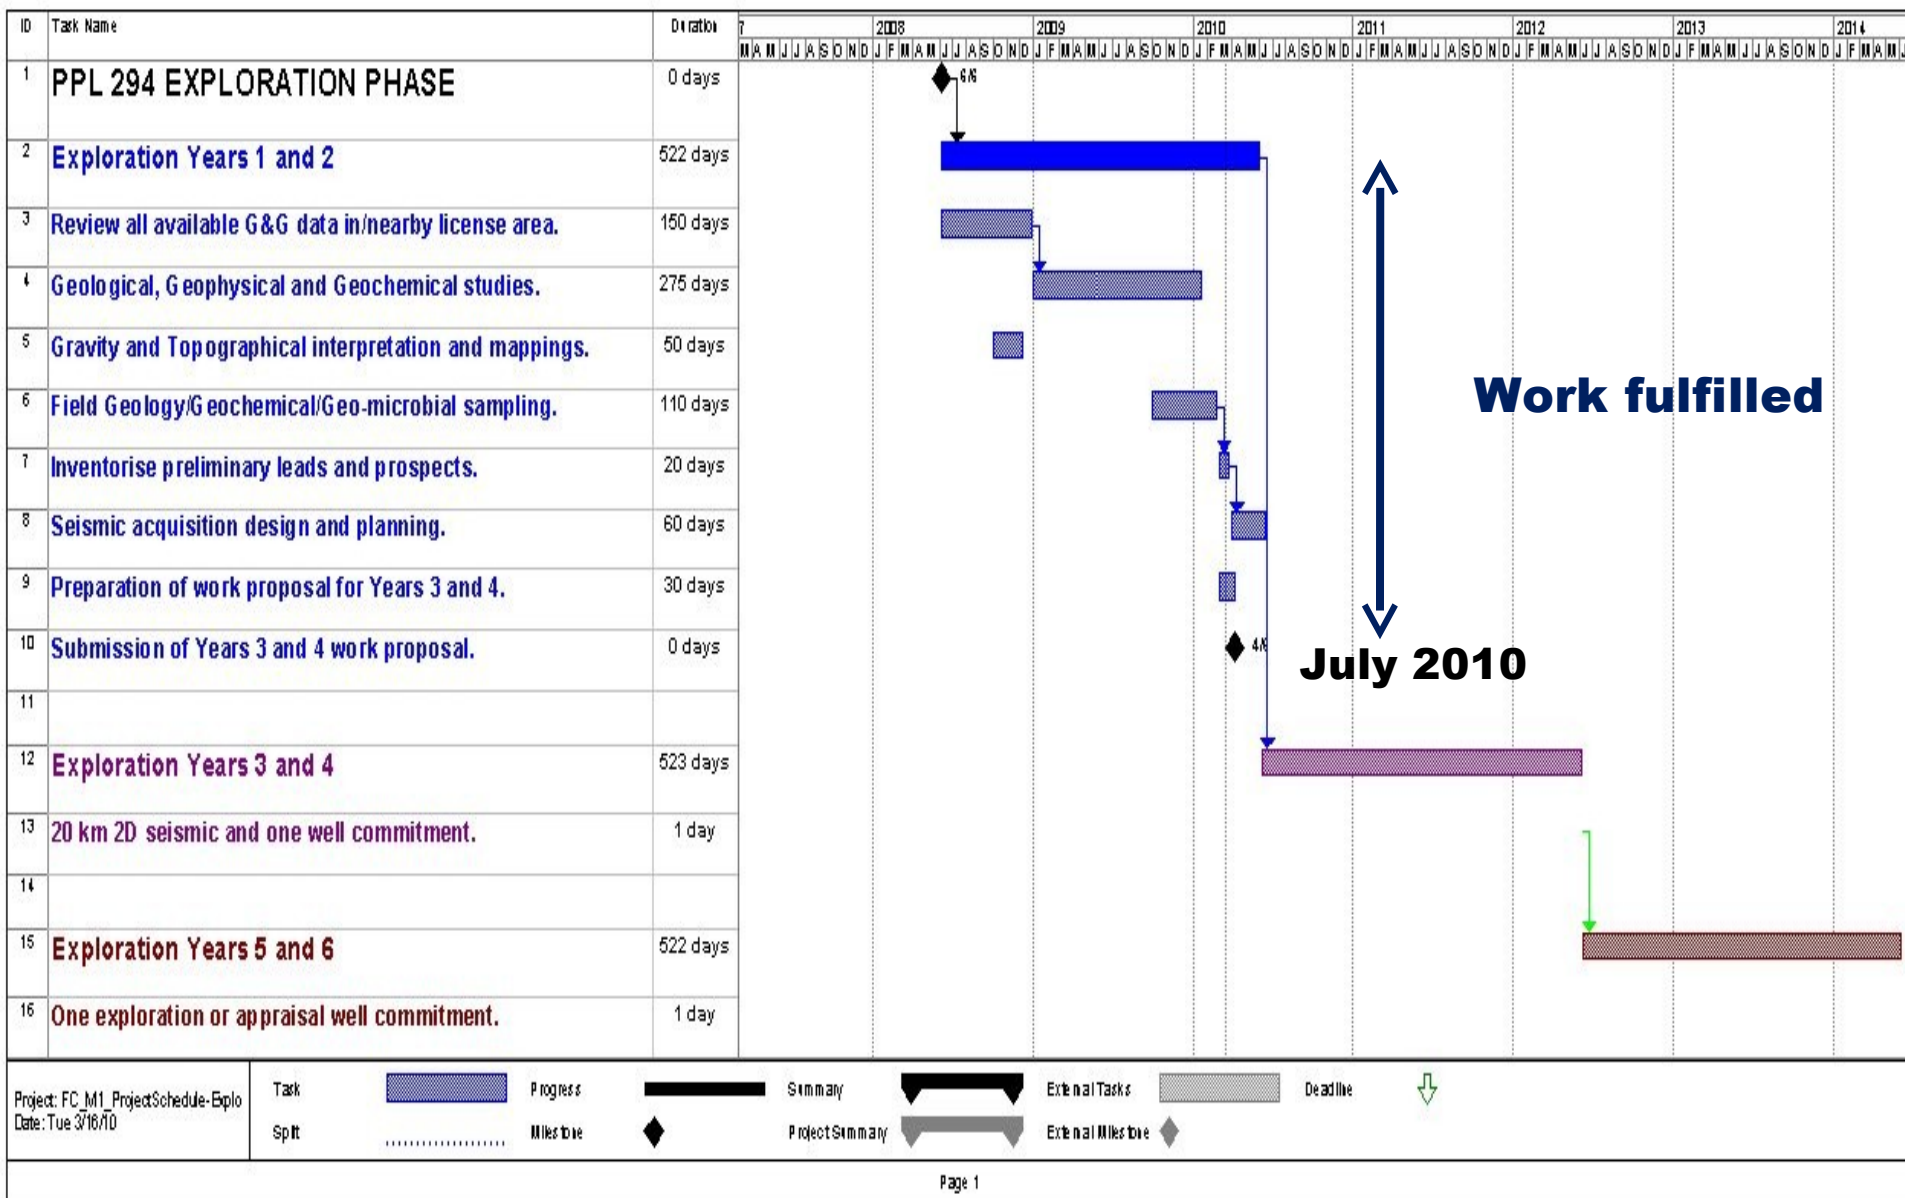 ID Task Name Duration 7 2008 2009 2010 2011 2012 2013 2014
M A M J J A S O N D J F M A M J J A S O N D J F M A M J J A S O N D J F M A M J J A S O N D J F M A M J J A S O N D J F M A M J J A S O N D J F M A M J J A S O N D J F M A M J
1 PPL 294 EXPLORATION PHASE 0 days 6/6
2 Exploration Years 1 and 2 522 days
3 Review all available G&G data in/nearby license area. 150 days
4 Geological, Geophysical and Geochemical studies. 275 days
5 Gravity and Topographical interpretation and mappings. 50 days
6 Field Geology/Geochemical/Geo-microbial sampling. 110 days
Work fulfilled
7 Inventorise preliminary leads and prospects. 20 days
8 Seismic acquisition design and planning. 60 days
9 Preparation of work proposal for Years 3 and 4. 30 days
10 Submission of Years 3 and 4 work proposal. 0 days
July 2010
11
12 Exploration Years 3 and 4 523 days
13 20 km 2D seismic and one well commitment. 1 day
14
15 Exploration Years 5 and 6 522 days
16 One exploration or appraisal well commitment. 1 day
Project: FC_M1_ProjectSchedule-Explo
Date: Tue 3/16/10
Task Progress Summary External Tasks Deadline
Split Milestone Project Summary External Milestone
Page 1